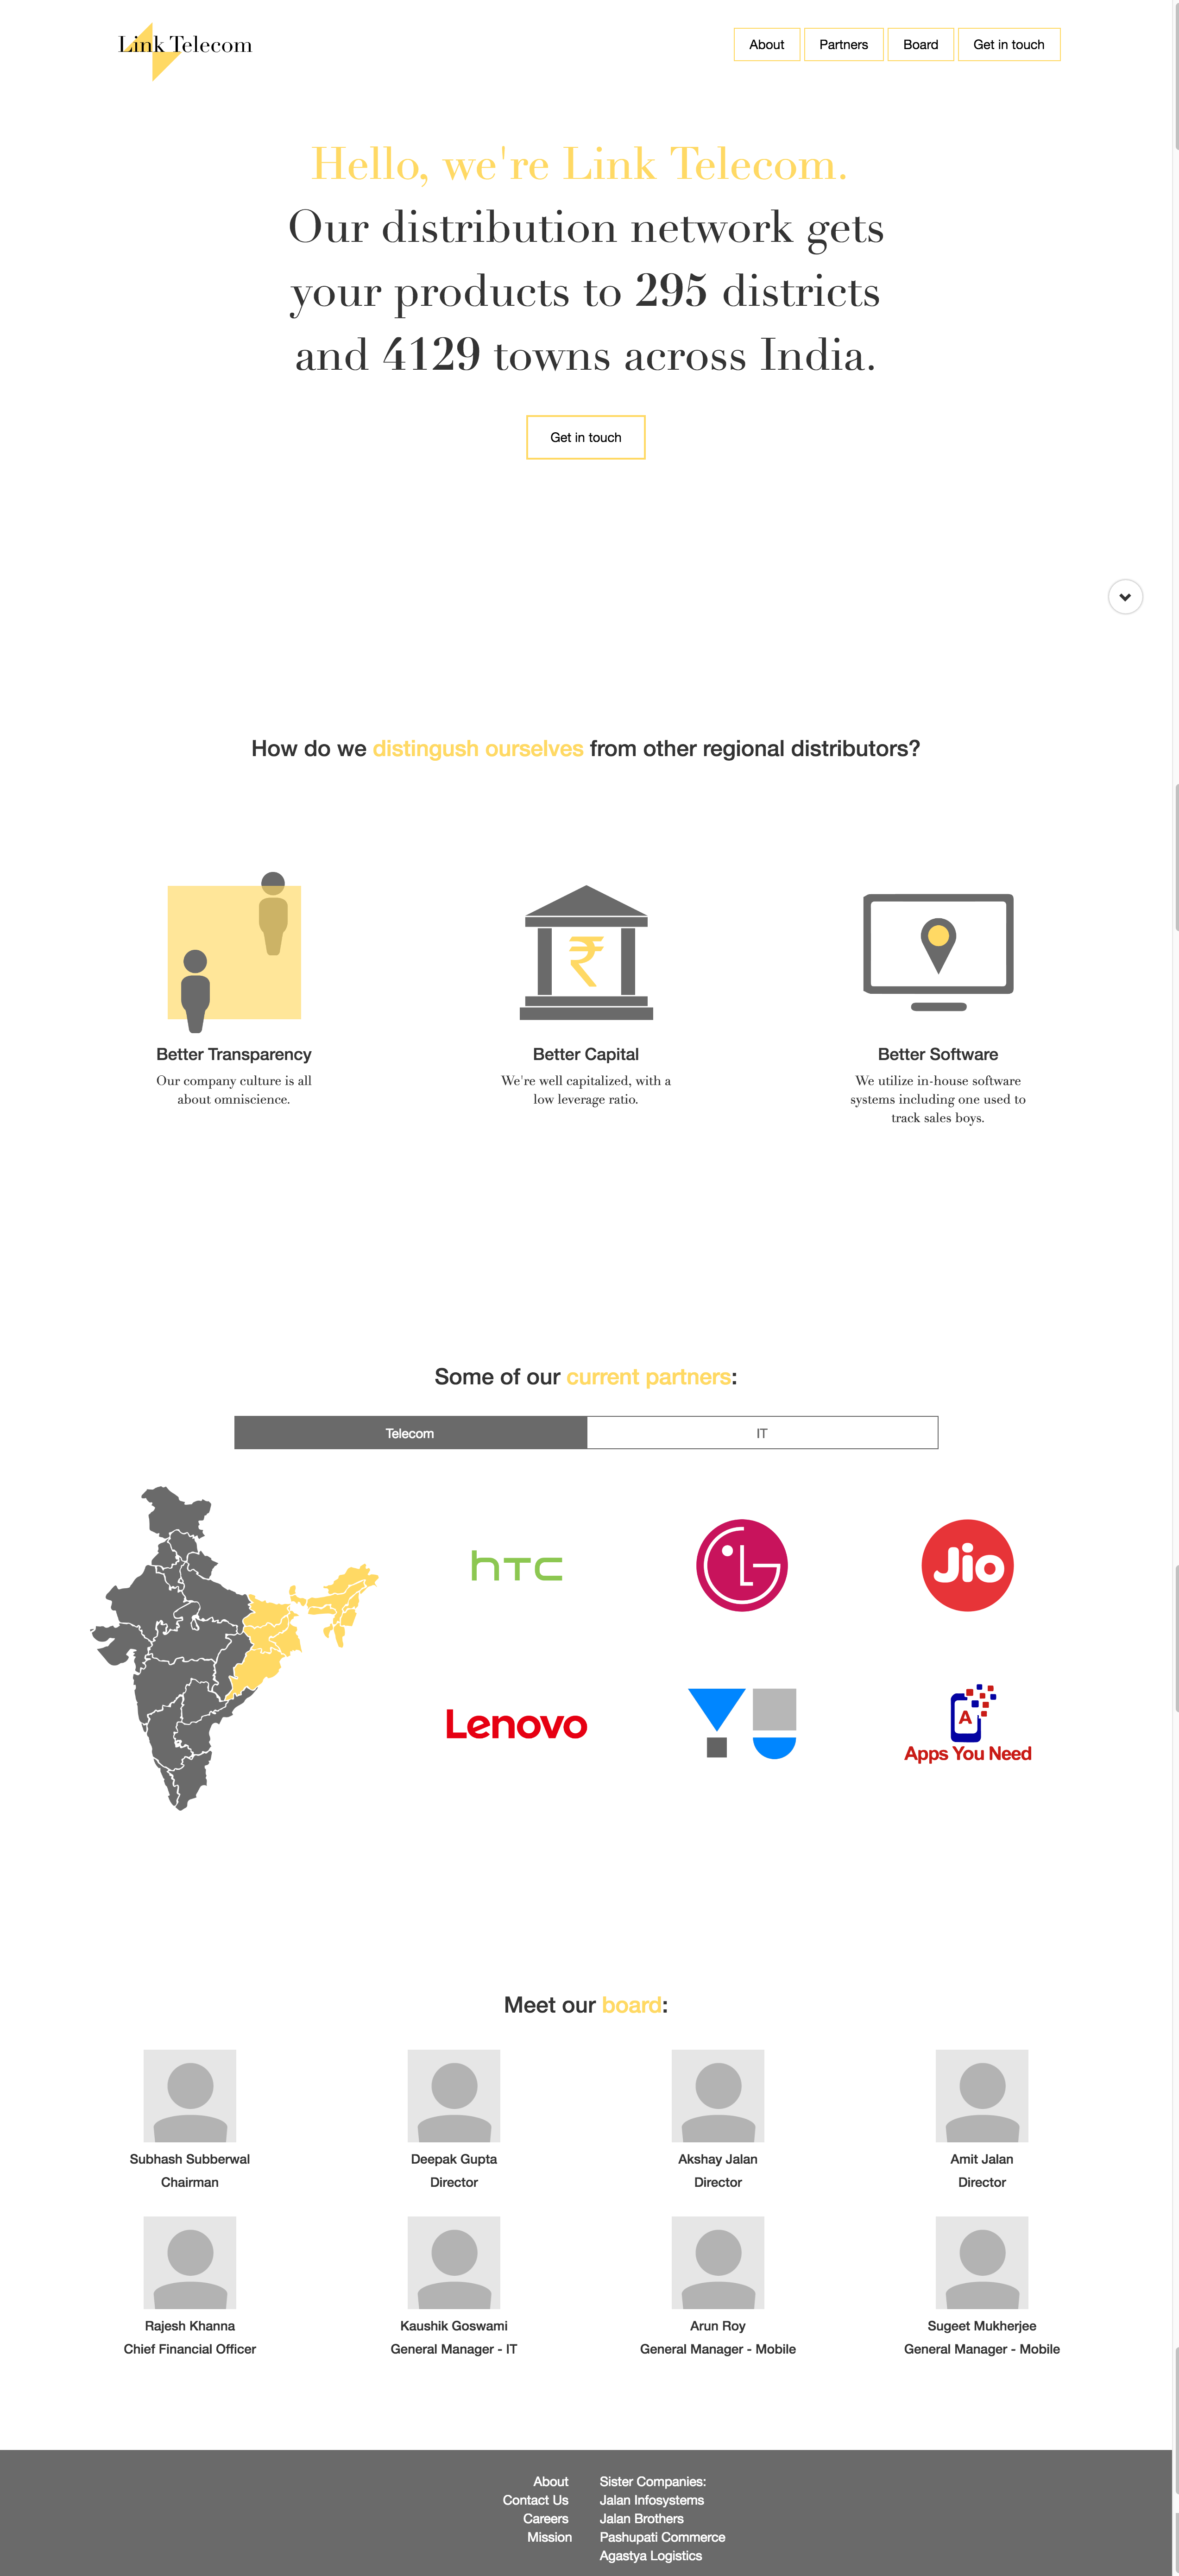 Link Telecom
About
Partners
Board
Get in touch
Hello, we're Link Telecom.
Our distribution network gets
your products to 295 districts
and 4129 towns across India.
Get in touch
How do we distingush ourselves from other regional distributors?
₹
Better Transparency
Our company culture is all
about omniscience.
Better Capital
We're well capitalized, with a
low leverage ratio.
Better Software
We utilize in-house software
systems including one used to
track sales boys.
Some of our current partners:
Telecom
IT
hTC
LG
Jio
Lenovo
YU
A
Apps You Need
Meet our board:
Subhash Subberwal
Chairman
Deepak Gupta
Director
Akshay Jalan
Director
Amit Jalan
Director
Rajesh Khanna
Chief Financial Officer
Kaushik Goswami
General Manager - IT
Arun Roy
General Manager - Mobile
Sugeet Mukherjee
General Manager - Mobile
About
Contact Us
Careers
Mission
Sister Companies:
Jalan Infosystems
Jalan Brothers
Pashupati Commerce
Agastya Logistics